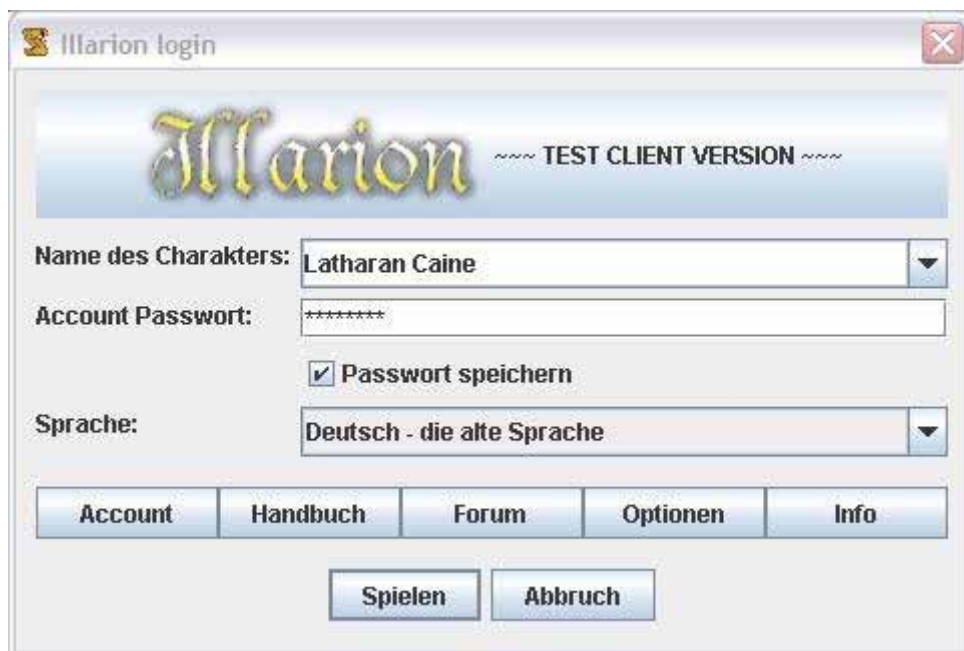 Illarion login
Illarion ~~~ TEST CLIENT VERSION ~~~
Name des Charakters: Latharan Caine
Account Passwort: ********
Passwort speichern
Sprache: Deutsch - die alte Sprache
Account Handbuch Forum Optionen Info
Spielen Abbruch